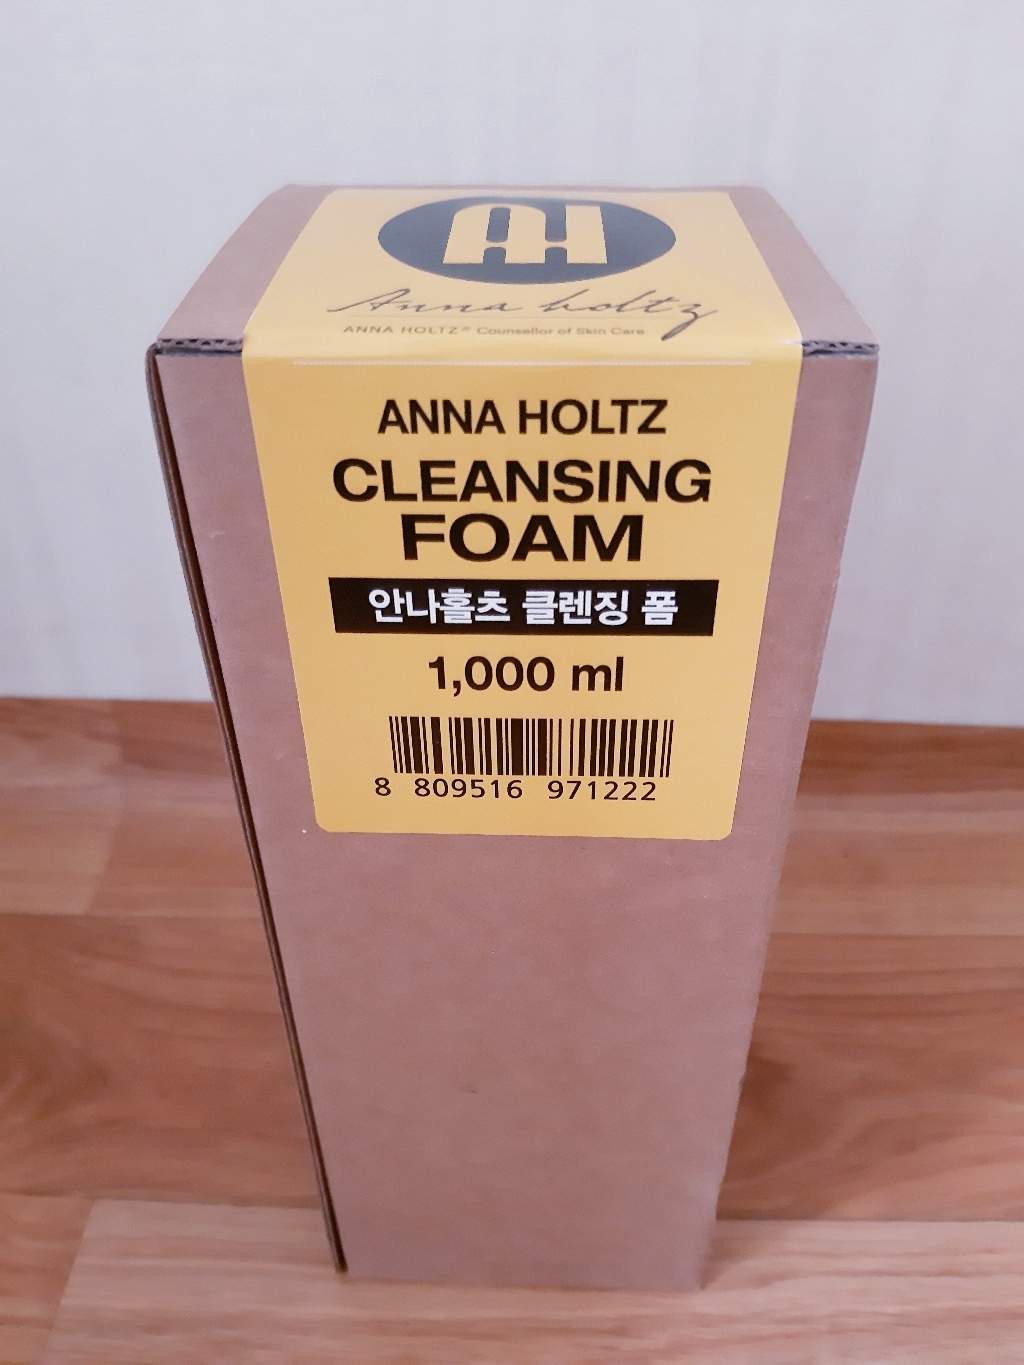 AH
Anna holtz
ANNA HOLTZ® Counsellor of Skin Care
ANNA HOLTZ
CLEANSING
FOAM
안나홀츠 클렌징 폼
1,000 ml
8 809516 971222